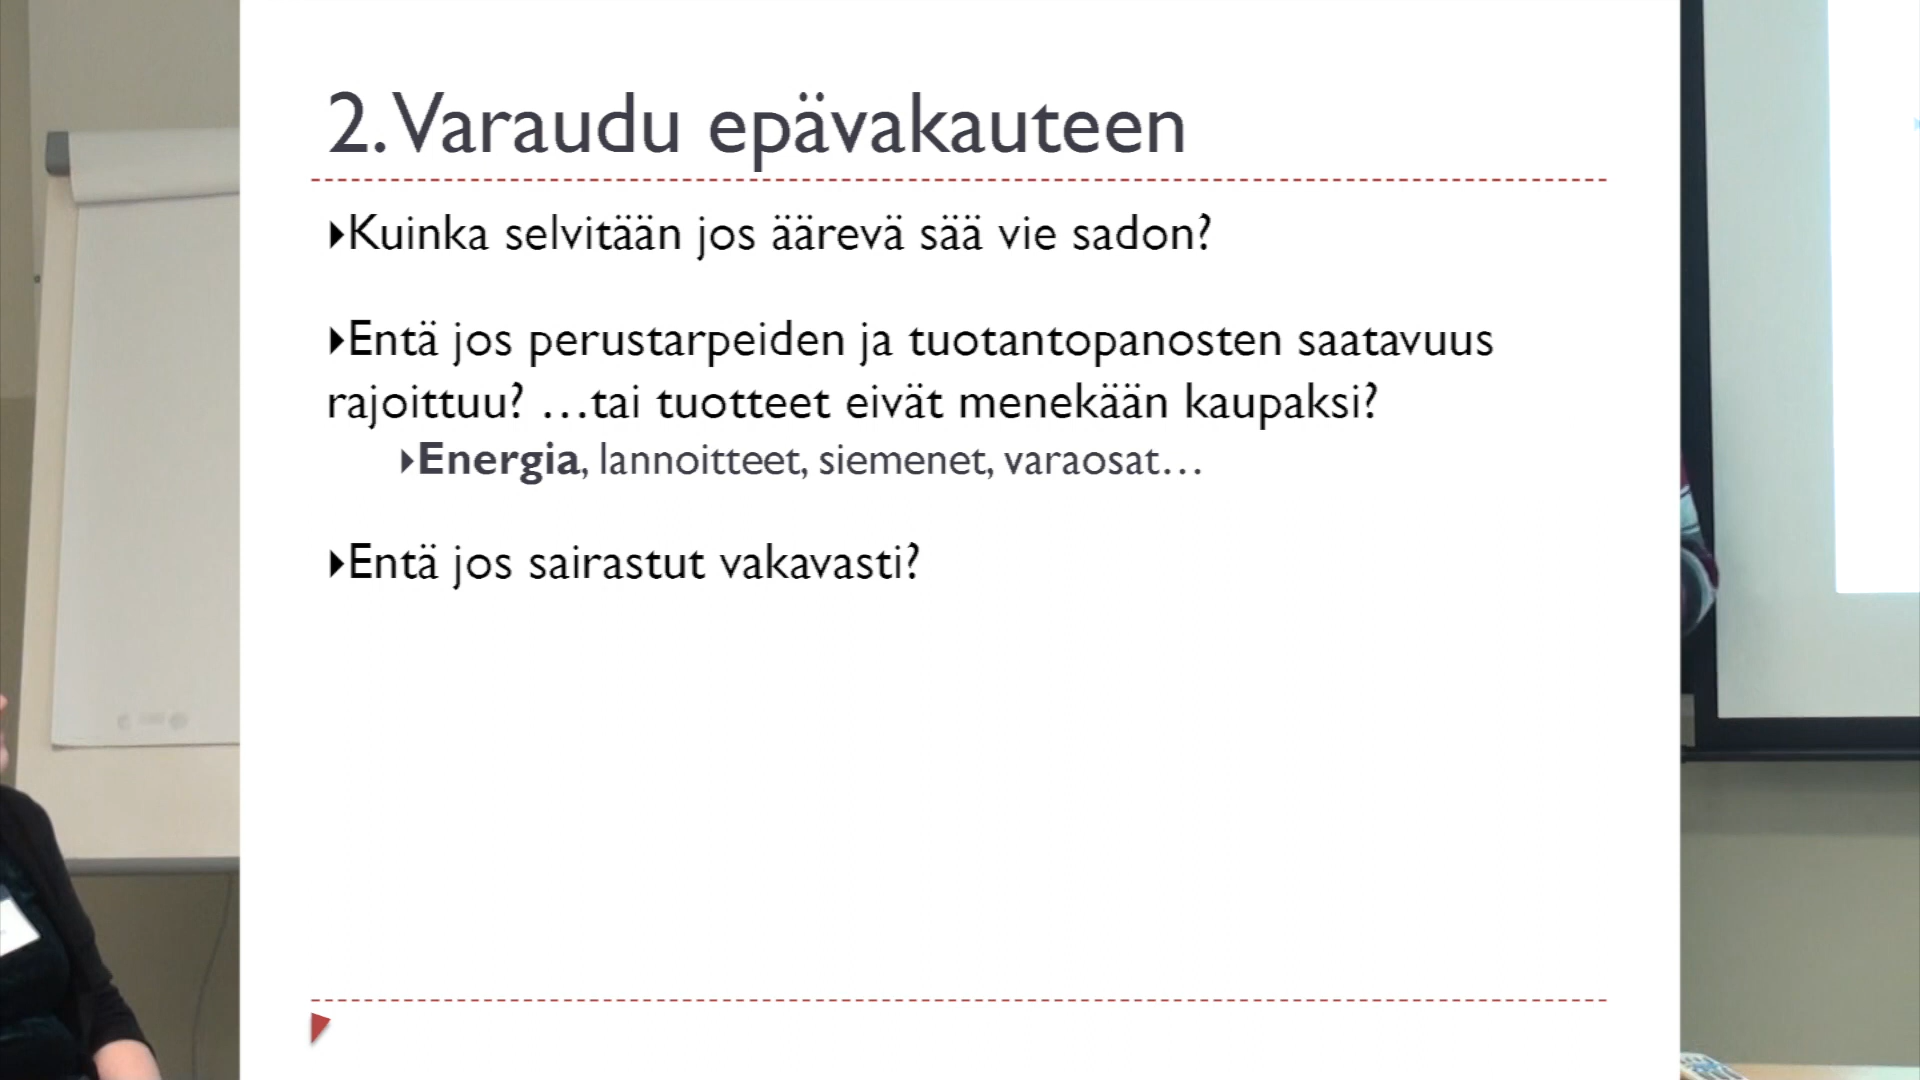 2. Varaudu epävakauteen
Kuinka selvitään jos äärevä sää vie sadon?
Entä jos perustarpeiden ja tuotantopanosten saatavuus
rajoittuu? …tai tuotteet eivät menekään kaupaksi?
Energia, lannoitteet, siemenet, varaosat…
Entä jos sairastut vakavasti?